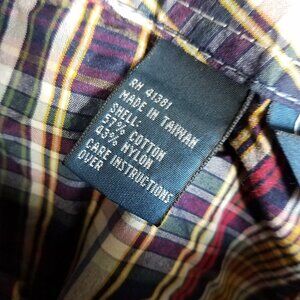 RN 41381
MADE IN TAIWAN
SHELL:
57% COTTON
43% NYLON
CARE INSTRUCTIONS
OVER